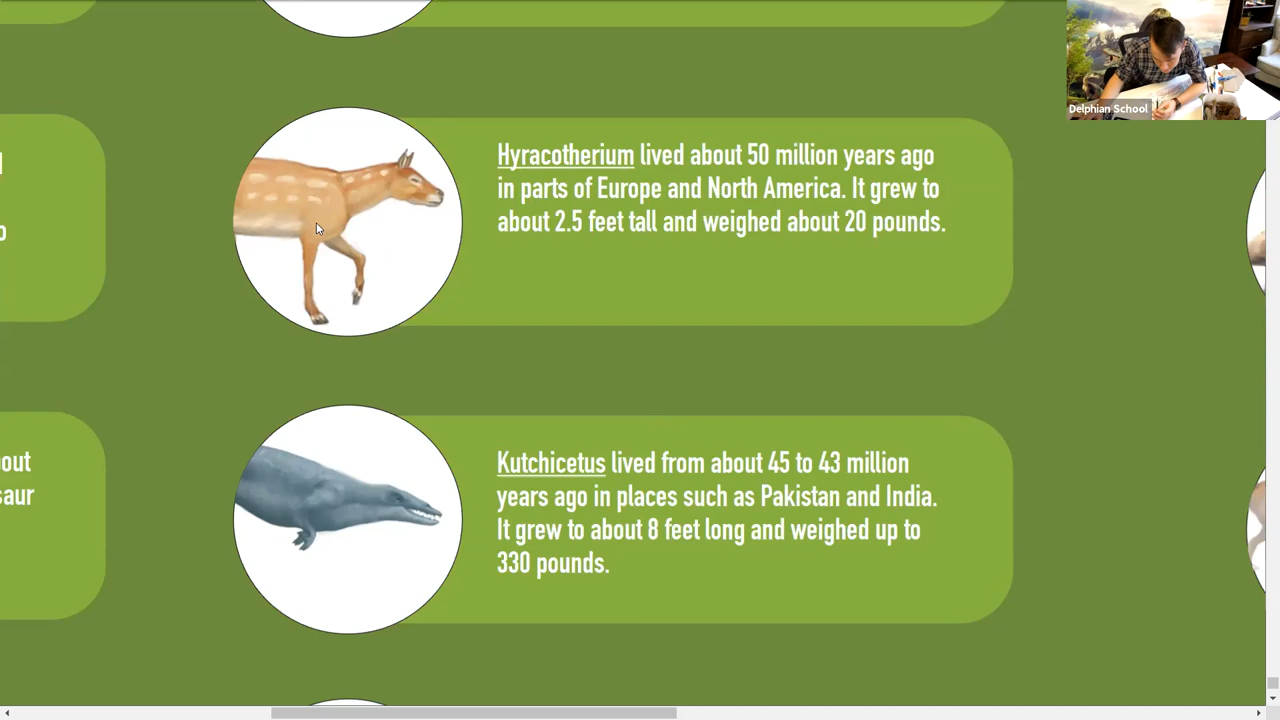 Delphian School
Hyracotherium lived about 50 million years ago
in parts of Europe and North America. It grew to
about 2.5 feet tall and weighed about 20 pounds.
Kutchicetus lived from about 45 to 43 million
years ago in places such as Pakistan and India.
It grew to about 8 feet long and weighed up to
330 pounds.